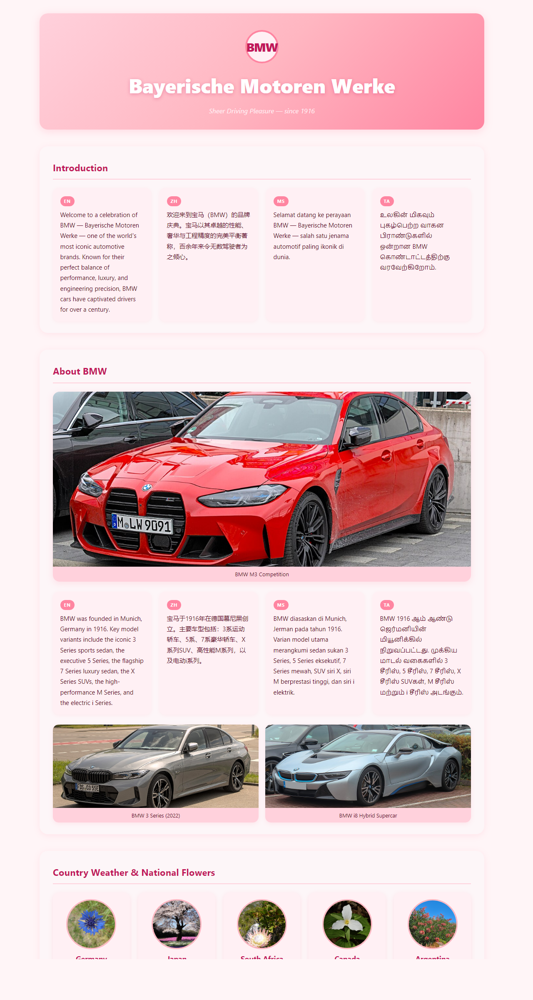 BMW
Bayerische Motoren Werke
Sheer Driving Pleasure — since 1916
Introduction
EN
Welcome to a celebration of
BMW — Bayerische Motoren
Werke — one of the world's
most iconic automotive
brands. Known for their
perfect balance of
performance, luxury, and
engineering precision, BMW
cars have captivated drivers
for over a century.
ZH
欢迎来到宝马（BMW）的品牌
庆典。宝马以其卓越的性能、
奢华与工程精度的完美平衡著
称，百余年来令无数驾驶者为
之倾心。
MS
Selamat datang ke perayaan
BMW — Bayerische Motoren
Werke — salah satu jenama
automotif paling ikonik di
dunia.
TA
உலகின் மிகவும்
புகழ்பெற்ற வாகன
பிராண்டுகளில்
ஒன்றான BMW
கொண்டாட்டத்திற்கு
வரவேற்கிறோம்.
About BMW
M LW 9091
BMW M3 Competition
EN
BMW was founded in Munich,
Germany in 1916. Key model
variants include the iconic 3
Series sports sedan, the
executive 5 Series, the flagship
7 Series luxury sedan, the X
Series SUVs, the high-
performance M Series, and
the electric i Series.
ZH
宝马于1916年在德国慕尼黑创
立。主要车型包括：3系运动
轿车、5系、7系豪华轿车、X
系列SUV、高性能M系列，以
及电动i系列。
MS
BMW diasaskan di Munich,
Jerman pada tahun 1916.
Varian model utama
merangkumi sedan sukan 3
Series, 5 Series eksekutif, 7
Series mewah, SUV siri X, siri
M berprestasi tinggi, dan siri i
elektrik.
TA
BMW 1916 ஆம் ஆண்டு
ஜெர்மனியின்
மியூனிக்கில்
நிறுவப்பட்டது. முக்கிய
மாடல் வகைகளில் 3
சீரிஸ், 5 சீரிஸ், 7 சீரிஸ், X
சீரிஸ் SUVகள், M சீரிஸ்
மற்றும் i சீரிஸ் அடங்கும்.
FDS CO 55E
BMW 3 Series (2022)
BMW i8 Hybrid Supercar
Country Weather & National Flowers
Germany
Japan
South Africa
Canada
Argentina